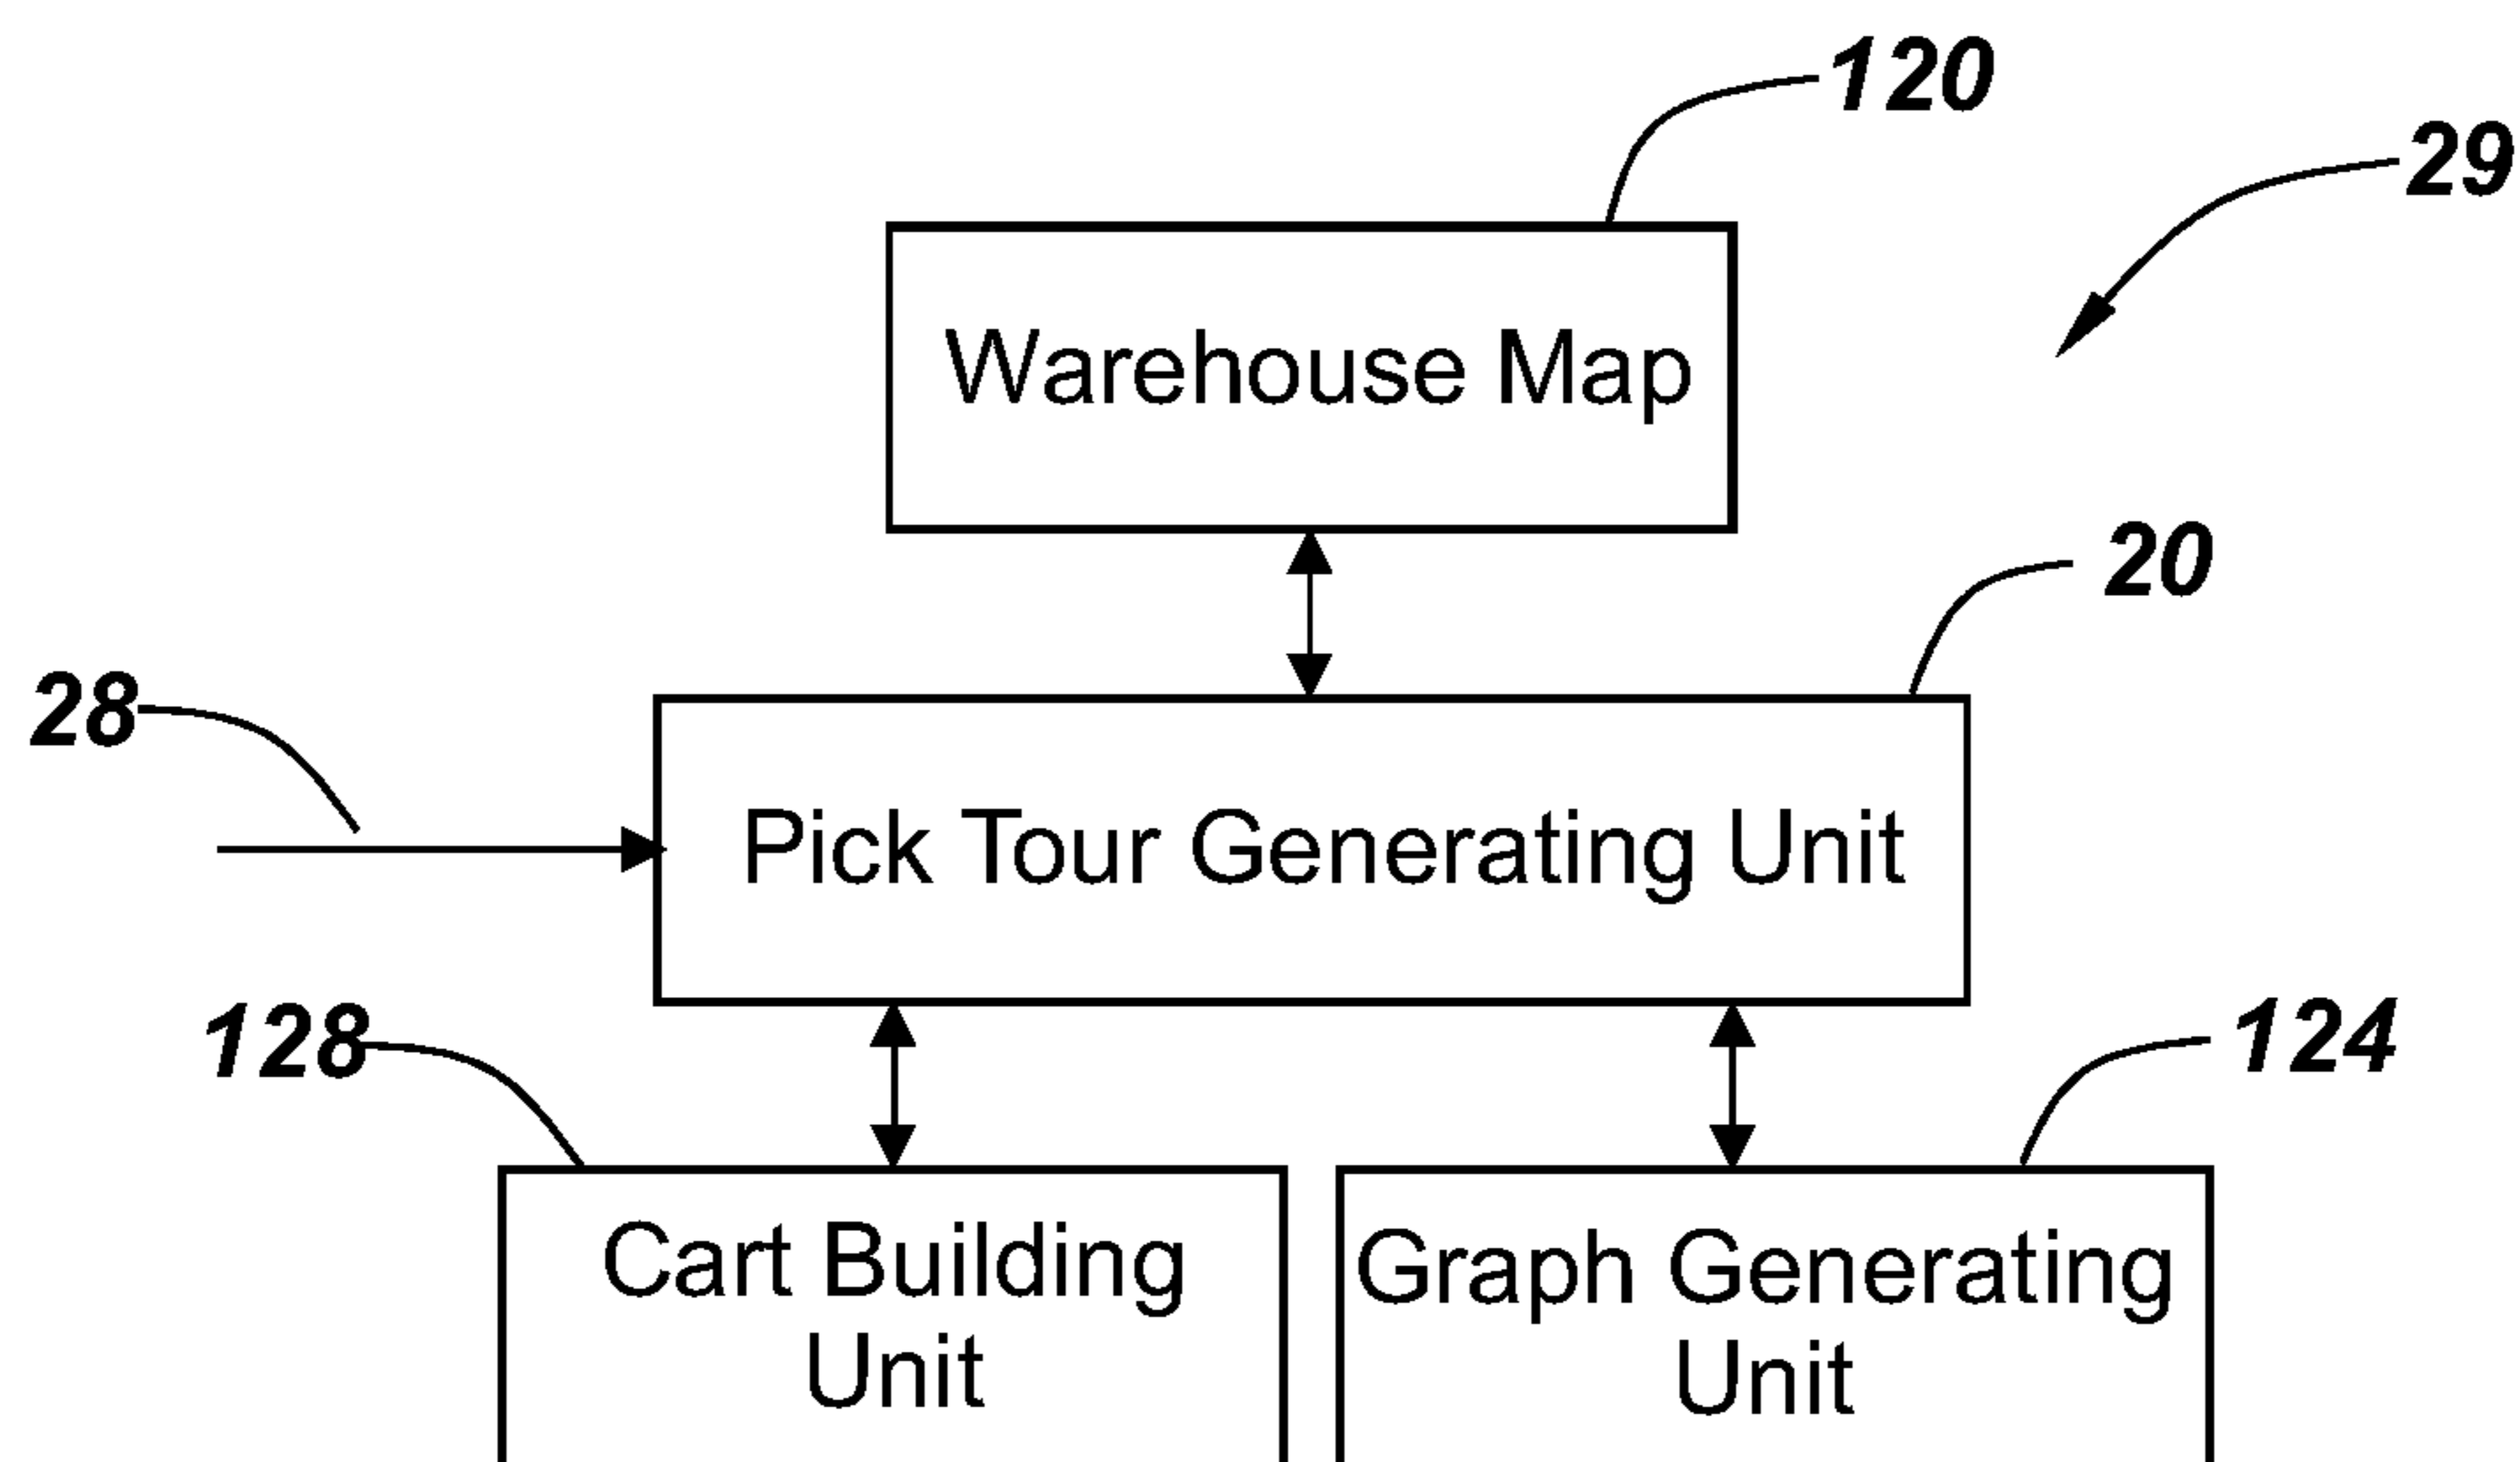 120
29
Warehouse Map
20
28
Pick Tour Generating Unit
128
124
Cart Building
Unit
Graph Generating
Unit